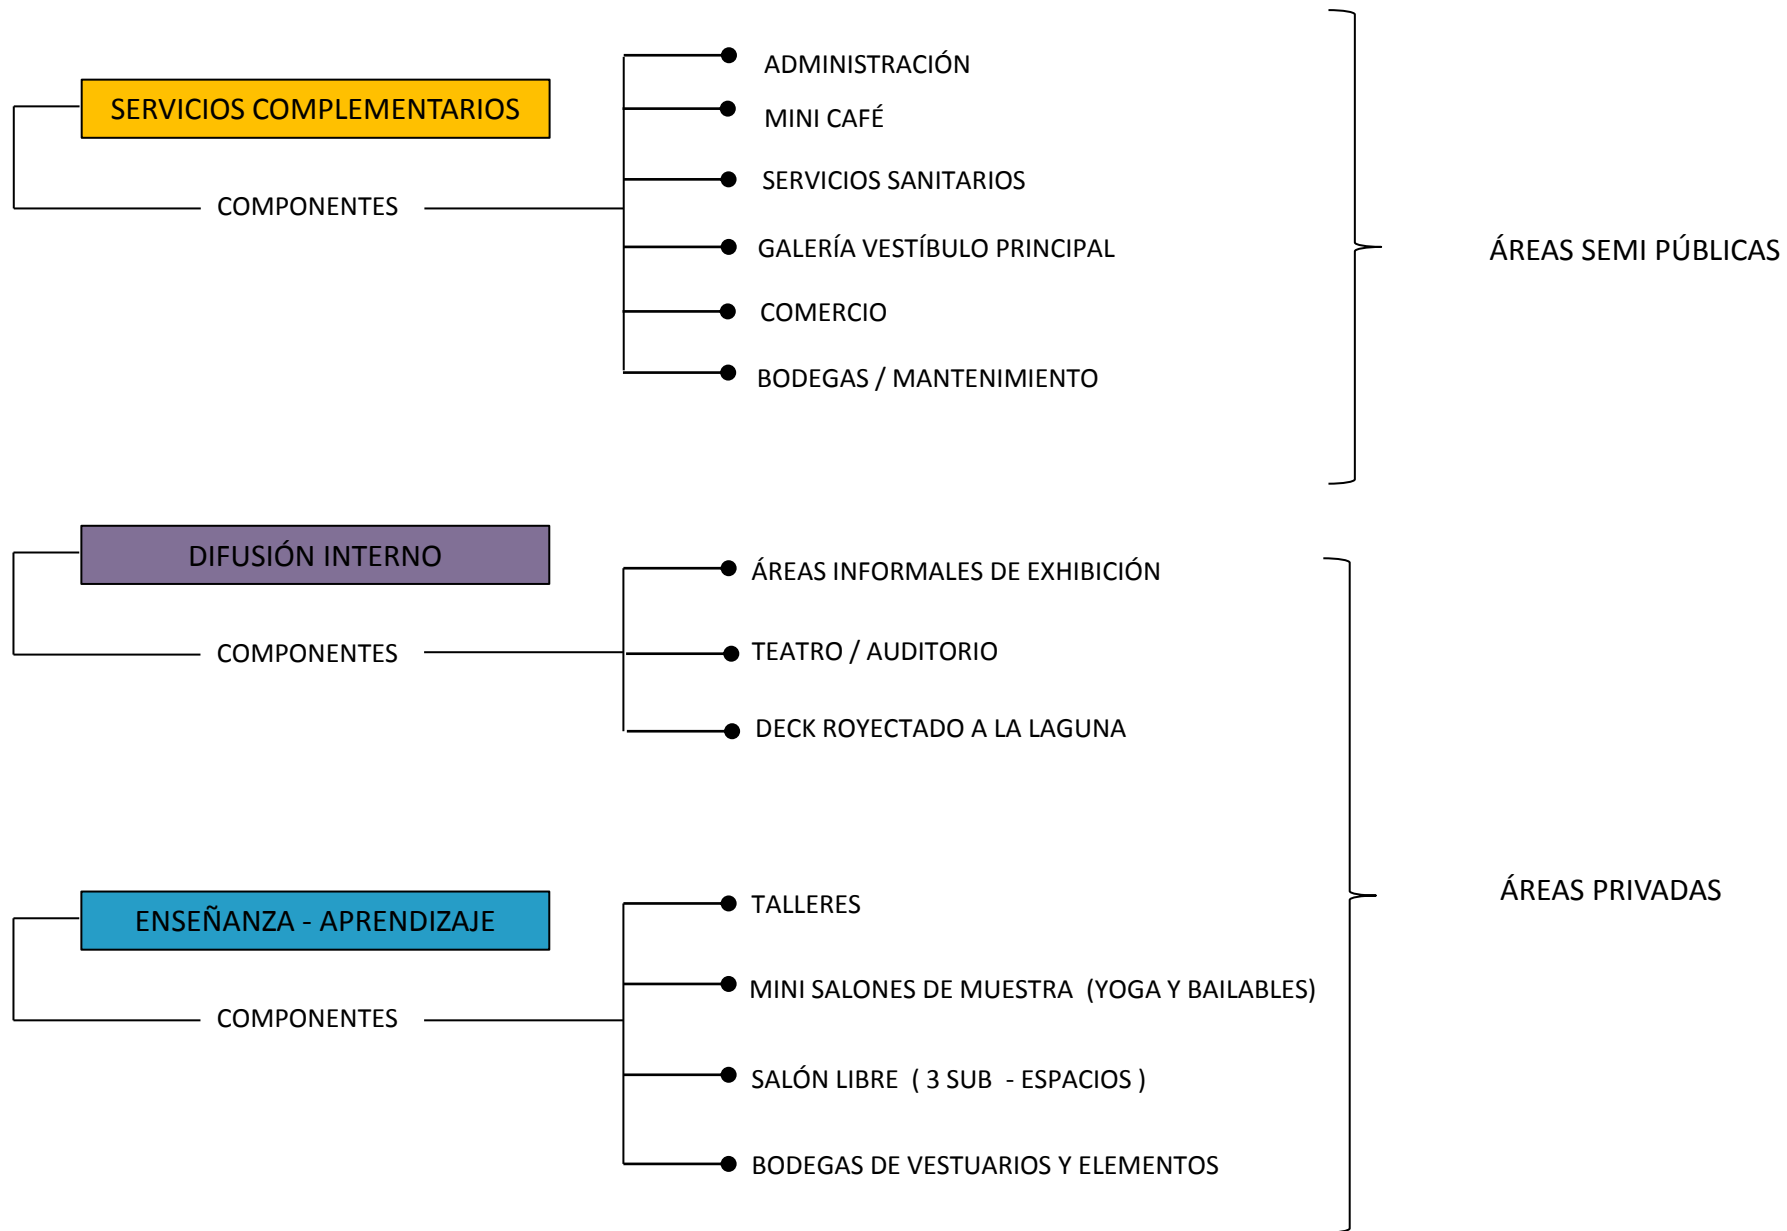 SERVICIOS COMPLEMENTARIOS
COMPONENTES
ADMINISTRACIÓN
MINI CAFÉ
SERVICIOS SANITARIOS
GALERÍA VESTÍBULO PRINCIPAL
COMERCIO
BODEGAS / MANTENIMIENTO
ÁREAS SEMI PÚBLICAS
DIFUSIÓN INTERNO
COMPONENTES
ÁREAS INFORMALES DE EXHIBICIÓN
TEATRO / AUDITORIO
DECK ROYECTADO A LA LAGUNA
ENSEÑANZA - APRENDIZAJE
COMPONENTES
TALLERES
MINI SALONES DE MUESTRA (YOGA Y BAILABLES)
SALÓN LIBRE ( 3 SUB - ESPACIOS )
BODEGAS DE VESTUARIOS Y ELEMENTOS
ÁREAS PRIVADAS